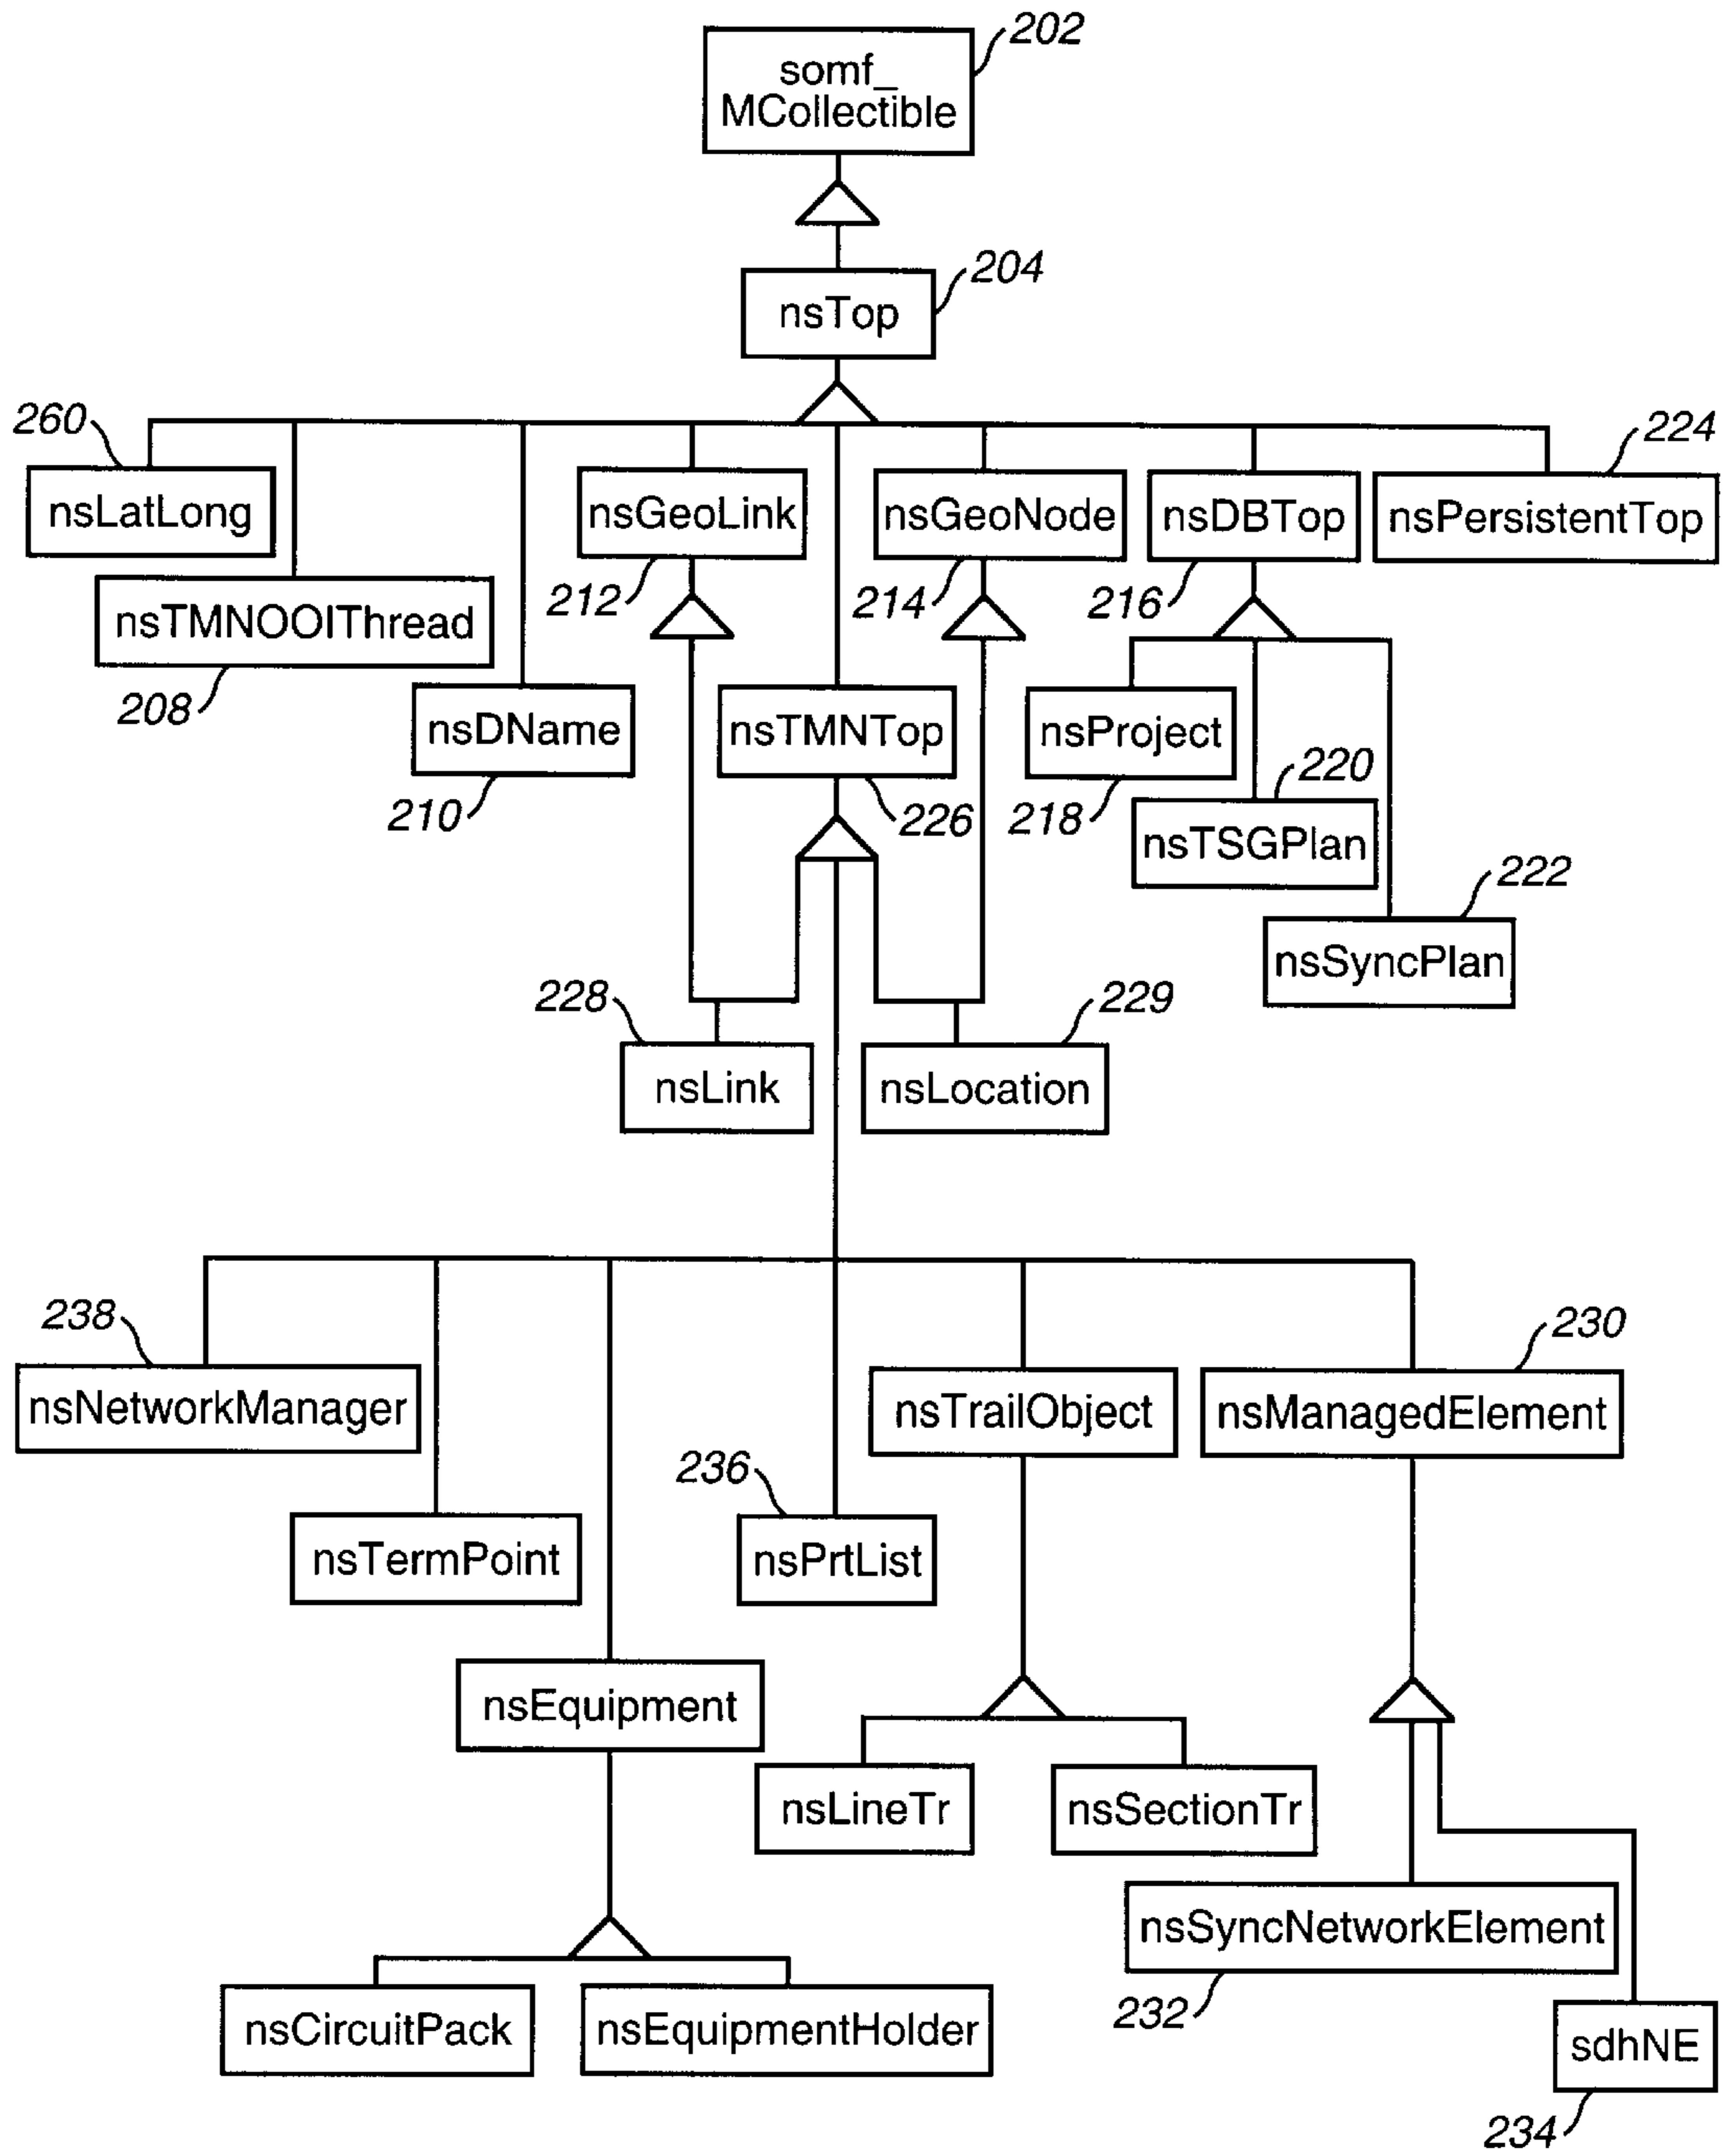 202
somf_
MCollectible
204
nsTop
260
224
nsLatLong
nsGeoLink
nsGeoNode
nsDBTop
nsPersistentTop
212
214
216
nsTMNOOIThread
208
nsDName
nsTMNTop
nsProject
210
226
218
220
nsTSGPlan
222
nsSyncPlan
228
229
nsLink
nsLocation
238
230
nsNetworkManager
nsTrailObject
nsManagedElement
236
nsTermPoint
nsPrtList
nsEquipment
nsLineTr
nsSectionTr
nsSyncNetworkElement
232
nsCircuitPack
nsEquipmentHolder
sdhNE
234